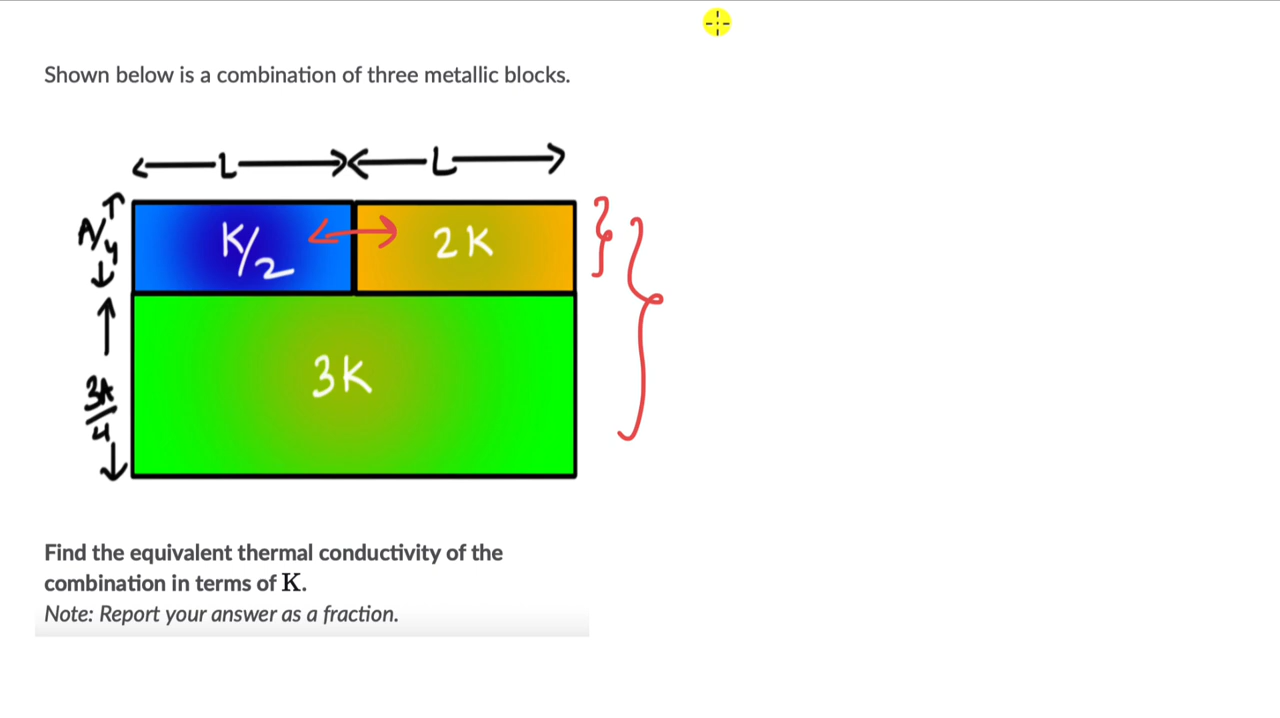 Shown below is a combination of three metallic blocks.
L L
A/4
K/2 2K
3K
3A/4
Find the equivalent thermal conductivity of the
combination in terms of K.
Note: Report your answer as a fraction.